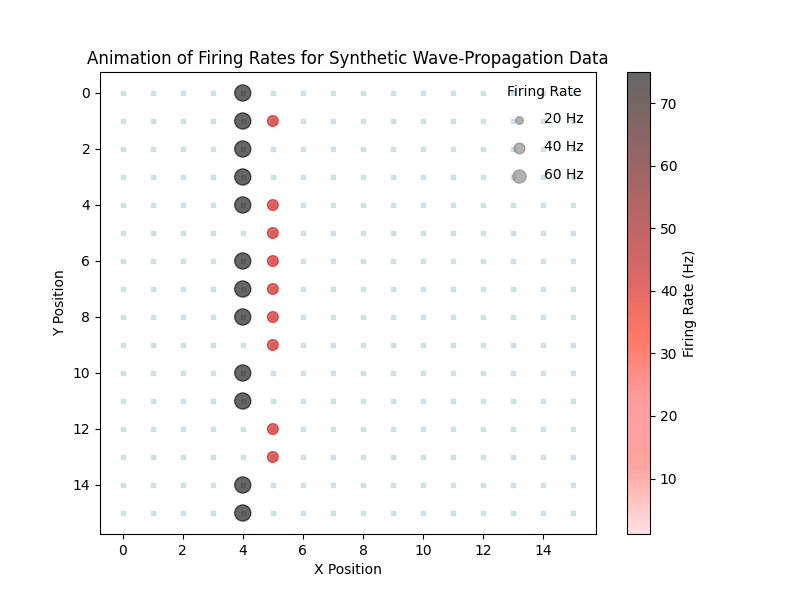 Animation of Firing Rates for Synthetic Wave-Propagation Data
Firing Rate
20 Hz
40 Hz
60 Hz
0
2
4
6
8
10
12
14
Y Position
0 2 4 6 8 10 12 14
X Position
70
60
50
40
30
20
10
Firing Rate (Hz)